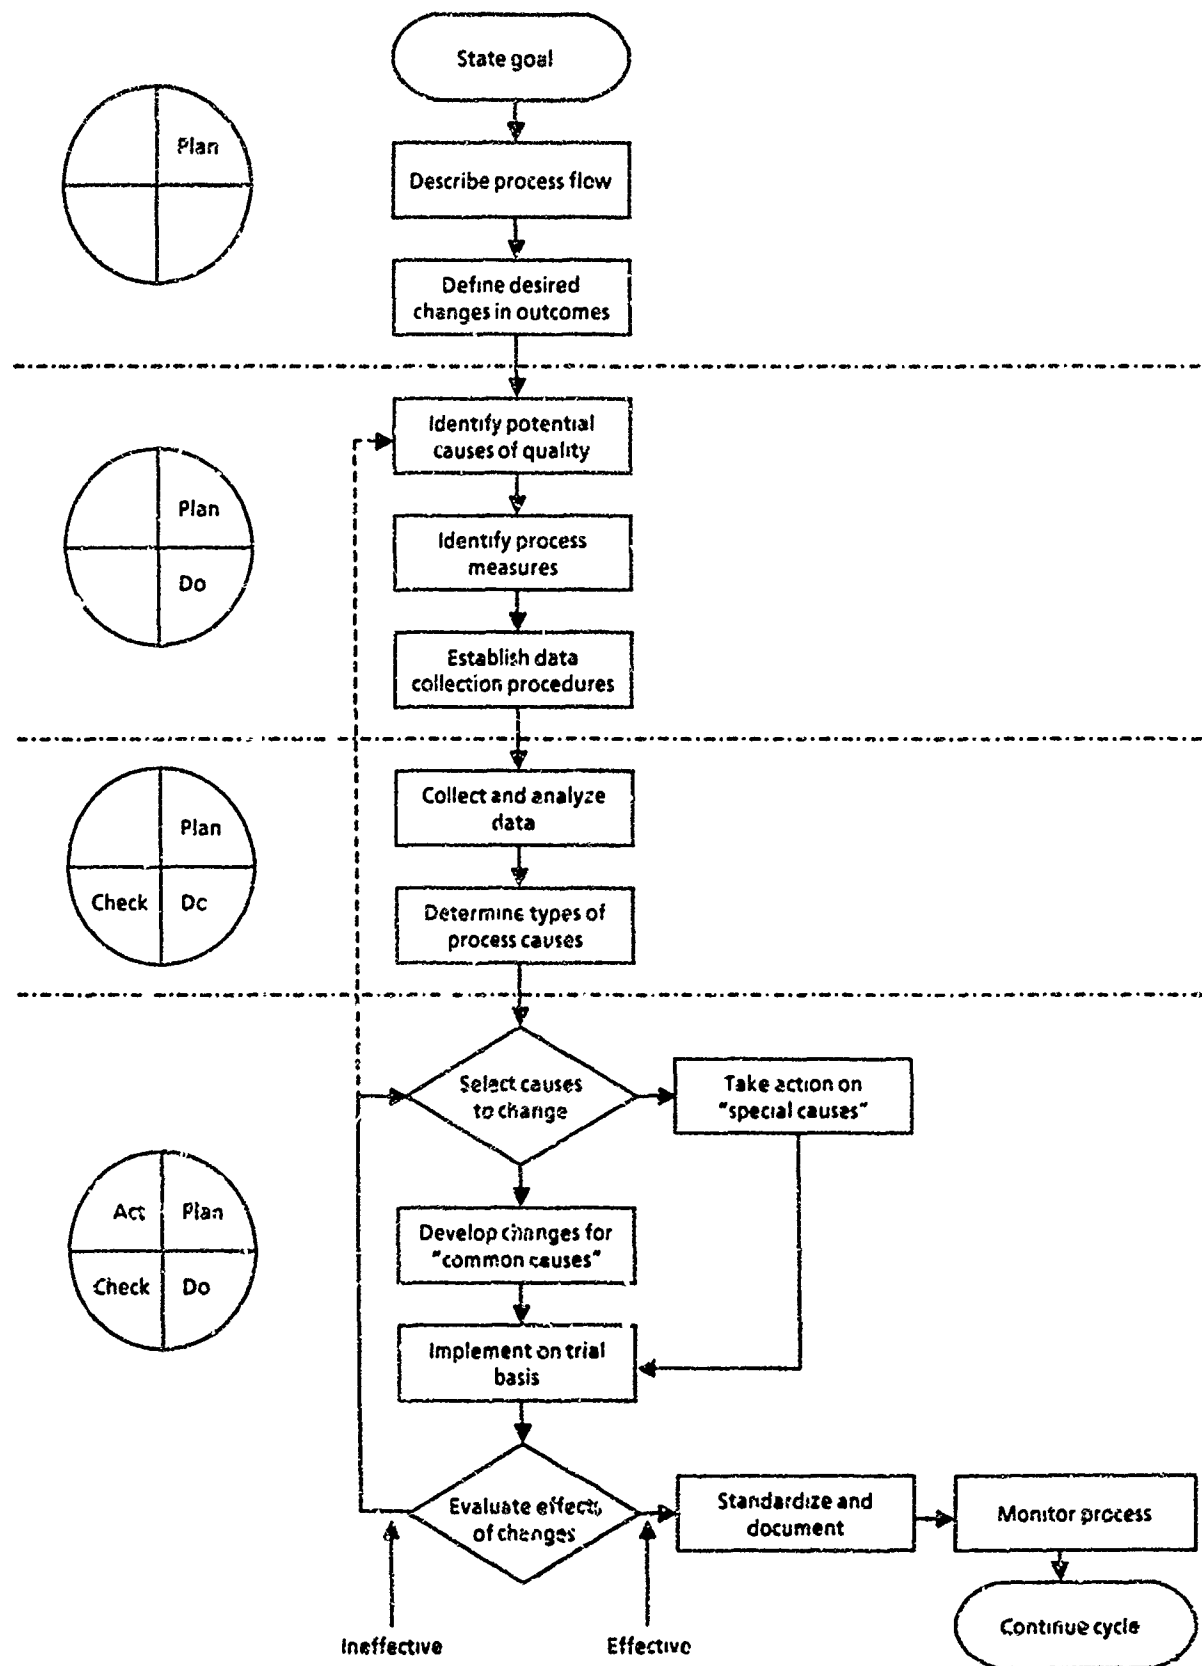 State goal
Plan
Describe process flow
Define desired
changes in outcomes
Identify potential
causes of quality
Plan
Do
Identify process
measures
Establish data
collection procedures
Collect and analyze
data
Plan
Check
Dc
Determine types of
process causes
Select causes
to change
Take action on
"special causes"
Act
Plan
Check
Do
Develop changes for
"common causes"
Implement on trial
basis
Evaluate effects
of changes
Standardize and
document
Monitor process
Ineffective
Effective
Continue cycle